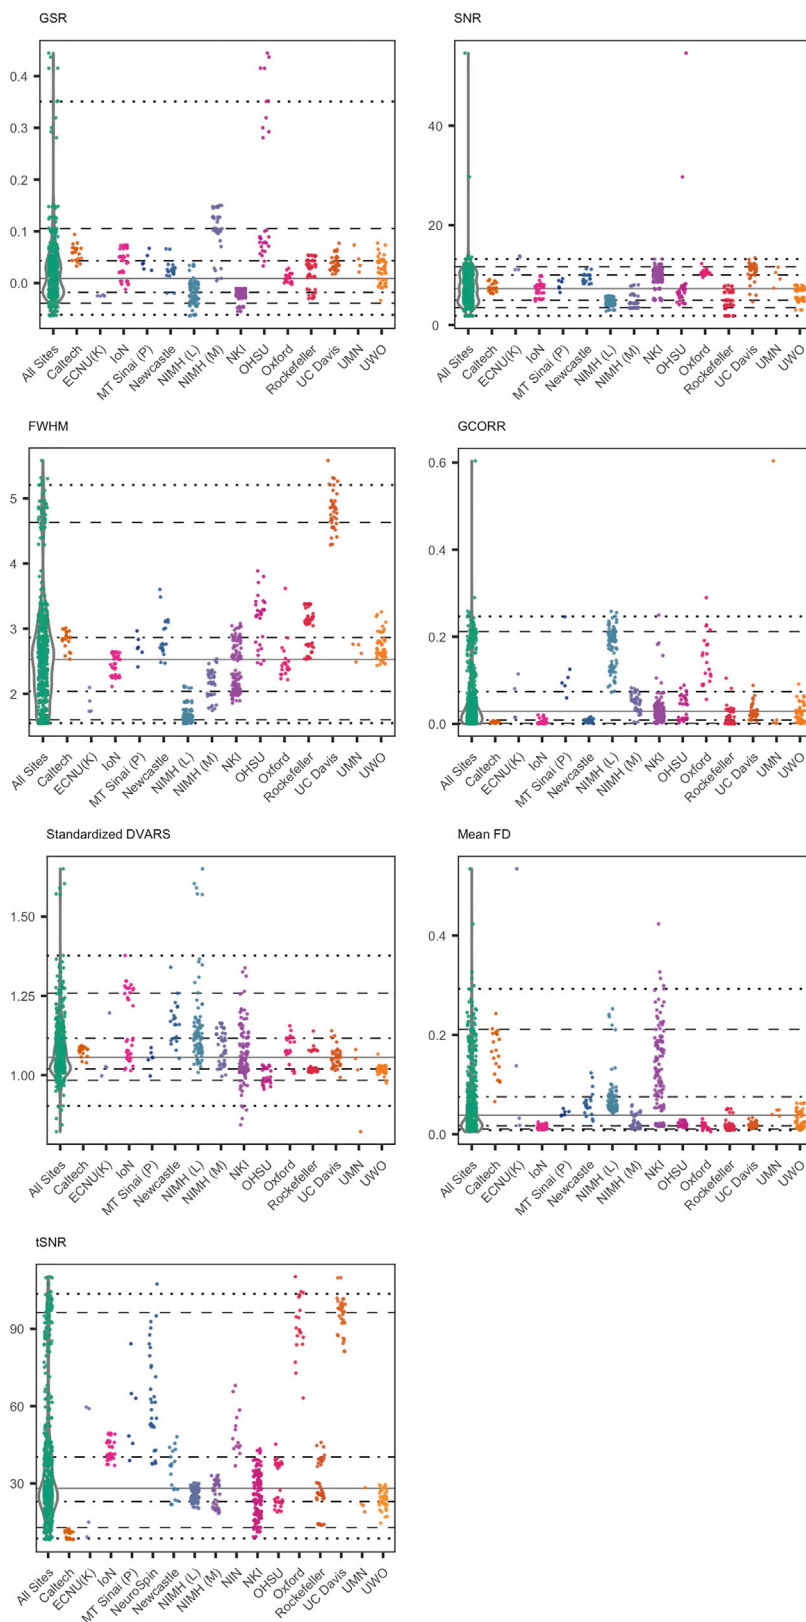 GSR
0.4
0.3
0.2
0.1
0.0
All Sites
Caltech
ECNU(K)
IoN
MT Sinai (P)
Newcastle
NIMH (L)
NIMH (M)
NKI
OHSU
Oxford
Rockefeller
UC Davis
UMN
UWO
SNR
40
20
0
All Sites
Caltech
ECNU(K)
IoN
MT Sinai (P)
Newcastle
NIMH (L)
NIMH (M)
NKI
OHSU
Oxford
Rockefeller
UC Davis
UMN
UWO
FWHM
5
4
3
2
All Sites
Caltech
ECNU(K)
IoN
MT Sinai (P)
Newcastle
NIMH (L)
NIMH (M)
NKI
OHSU
Oxford
Rockefeller
UC Davis
UMN
UWO
GCORR
0.6
0.4
0.2
0.0
All Sites
Caltech
ECNU(K)
IoN
MT Sinai (P)
Newcastle
NIMH (L)
NIMH (M)
NKI
OHSU
Oxford
Rockefeller
UC Davis
UMN
UWO
Standardized DVARS
1.50
1.25
1.00
All Sites
Caltech
ECNU(K)
IoN
MT Sinai (P)
Newcastle
NIMH (L)
NIMH (M)
NKI
OHSU
Oxford
Rockefeller
UC Davis
UMN
UWO
Mean FD
0.4
0.2
0.0
All Sites
Caltech
ECNU(K)
IoN
MT Sinai (P)
Newcastle
NIMH (L)
NIMH (M)
NKI
OHSU
Oxford
Rockefeller
UC Davis
UMN
UWO
tSNR
90
60
30
All Sites
Caltech
ECNU(K)
IoN
MT Sinai (P)
NeuroSpin
Newcastle
NIMH (L)
NIMH (M)
NIN
NKI
OHSU
Oxford
Rockefeller
UC Davis
UMN
UWO